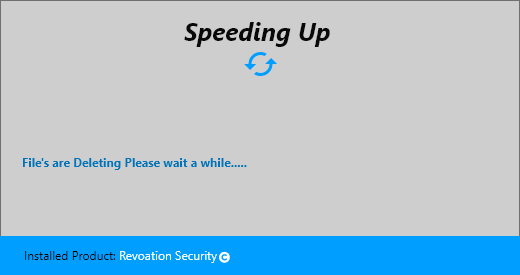 Speeding Up
File's are Deleting Please wait a while.....
Installed Product: Revoation Security ©